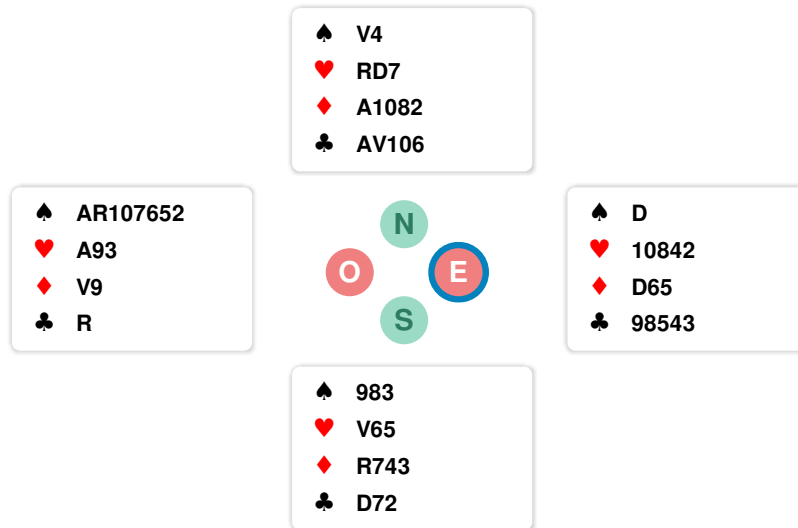 ♠ V4
♥ RD7
♦ A1082
♣ AV106
♠ AR107652
♥ A93
♦ V9
♣ R
N
O
E
S
♠ D
♥ 10842
♦ D65
♣ 98543
♠ 983
♥ V65
♦ R743
♣ D72